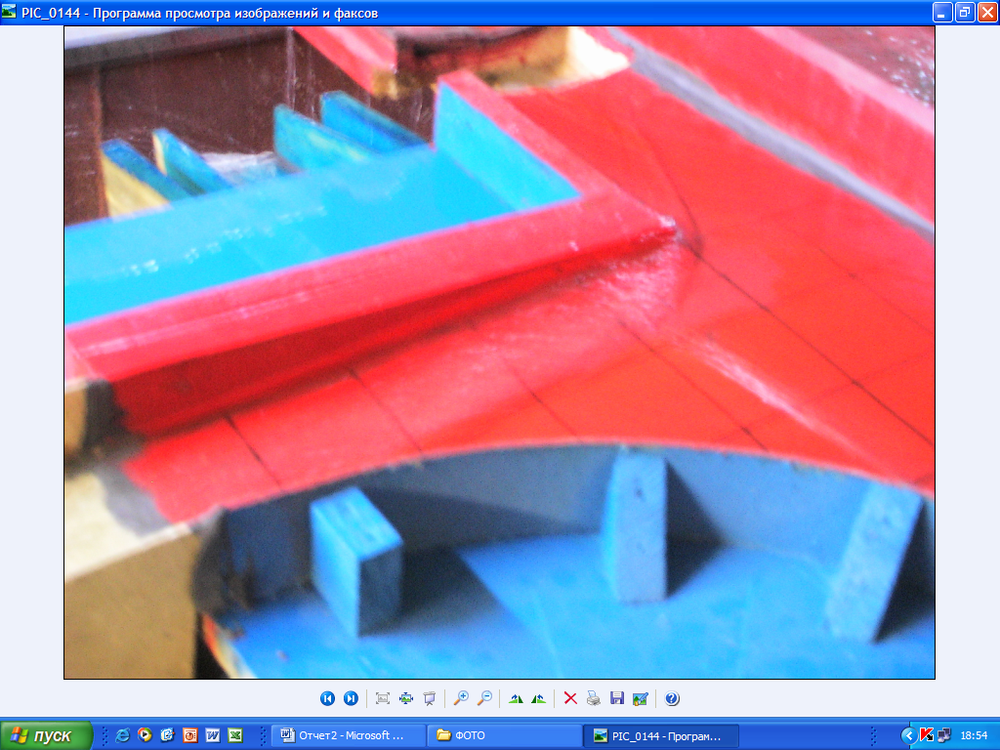 PIC_0144 - Программа просмотра изображений и факсов
пуск
Отчет2 - Microsoft ...
ФОТО
PIC_0144 - Програм...
18:54